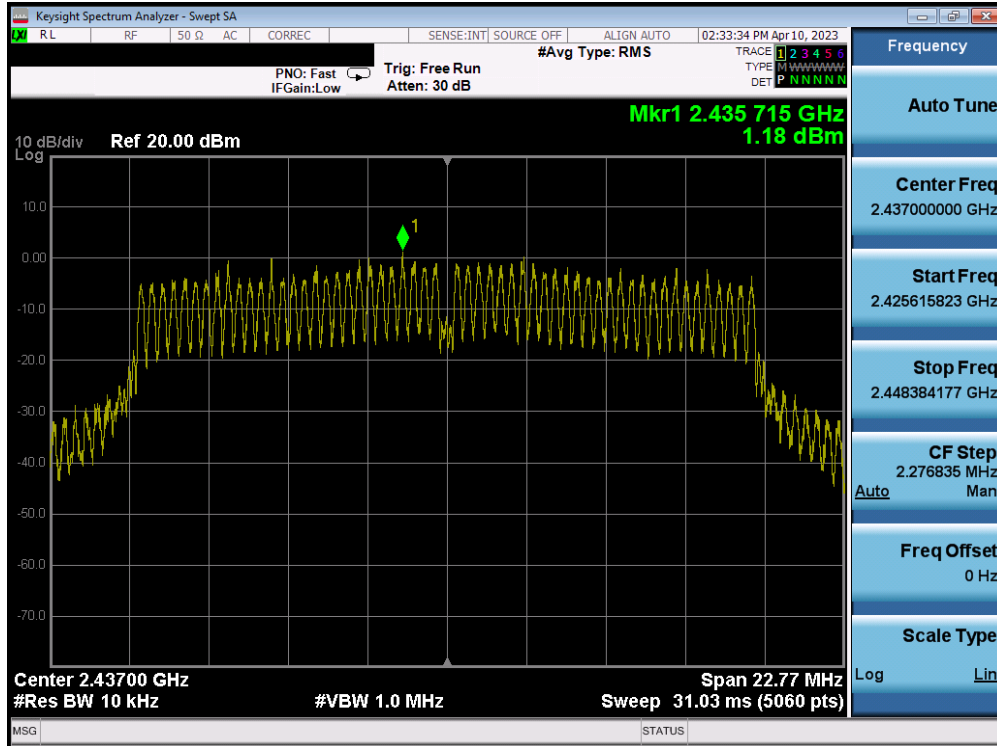 Keysight Spectrum Analyzer - Swept SA
LXI RL RF 50 Ω AC CORREC SENSE:INT SOURCE OFF ALIGN AUTO 02:33:34 PM Apr 10, 2023
#Avg Type: RMS
TRACE 1 2 3 4 5 6
TYPE M W W W W W
DET P N N N N N
PNO: Fast Trig: Free Run
IFGain:Low Atten: 30 dB
Mkr1 2.435 715 GHz
1.18 dBm
10 dB/div Ref 20.00 dBm
Log
10.0
0.00
-10.0
-20.0
-30.0
-40.0
-50.0
-60.0
-70.0
1
Center 2.43700 GHz Span 22.77 MHz
#Res BW 10 kHz #VBW 1.0 MHz Sweep 31.03 ms (5060 pts)
MSG STATUS
Frequency
Auto Tune
Center Freq
2.437000000 GHz
Start Freq
2.425615823 GHz
Stop Freq
2.448384177 GHz
CF Step
2.276835 MHz
Auto Man
Freq Offset
0 Hz
Scale Type
Log Lin